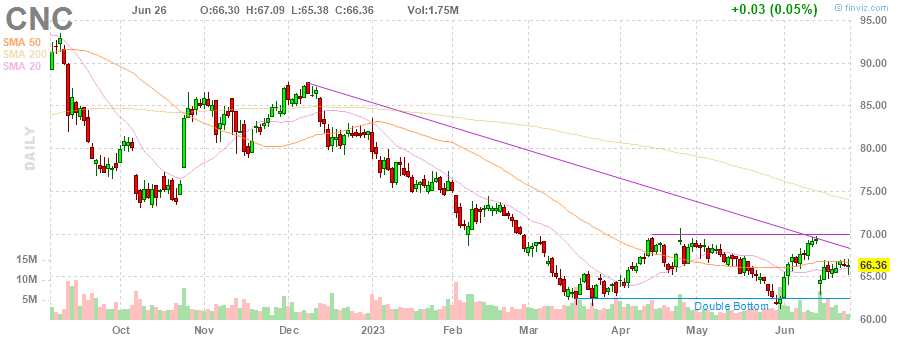 CNC
Jun 26 O:66.30 H:67.09 L:65.38 C:66.36 Vol:1.75M +0.03 (0.05%)
finviz.com
SMA 50
SMA 200
SMA 20
DAILY
95.00
90.00
85.00
80.00
75.00
70.00
66.36
65.00
60.00
15M
10M
5M
Double Bottom
Oct Nov Dec 2023 Feb Mar Apr May Jun